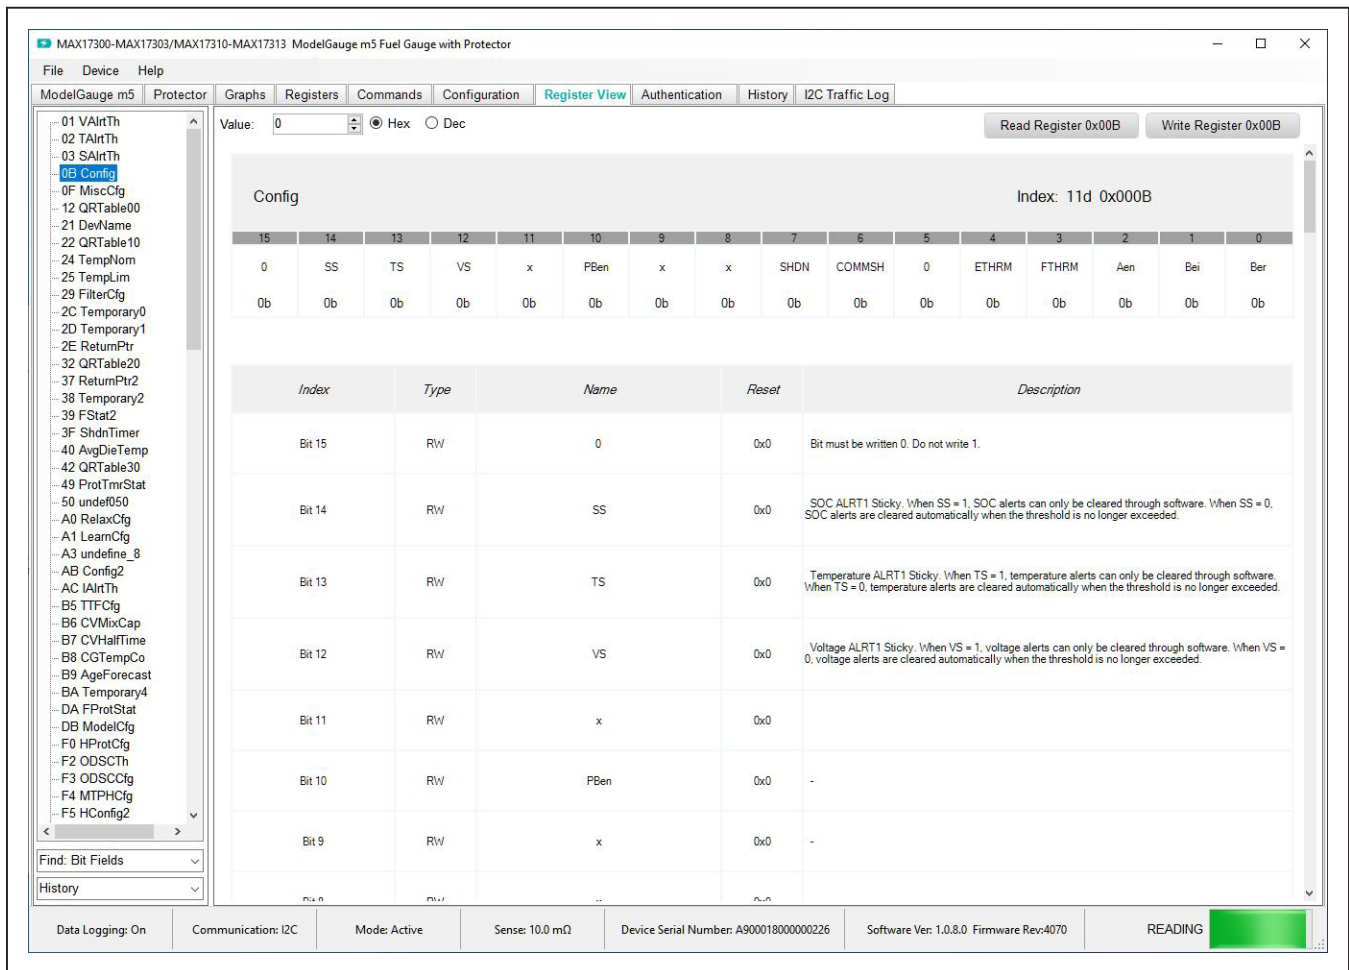 MAX17300-MAX17303/MAX17310-MAX17313 ModelGauge m5 Fuel Gauge with Protector
File Device Help
ModelGauge m5 Protector Graphs Registers Commands Configuration Register View Authentication History I2C Traffic Log
Value: 0 Hex Dec Read Register 0x00B Write Register 0x00B
01 VAlrtTh
02 TAlrtTh
03 SAlrtTh
0B Config
0F MiscCfg
12 QRTable00
21 DevName
22 QRTable10
24 TempNom
25 TempLim
29 FilterCfg
2C Temporary0
2D Temporary1
2E ReturnPtr
32 QRTable20
37 ReturnPtr2
38 Temporary2
39 FStat2
3F ShdnTimer
40 AvgDieTemp
42 QRTable30
49 ProtTmrStat
50 undef050
A0 RelaxCfg
A1 LearnCfg
A3 undefine_8
AB Config2
AC IAlrtTh
B5 TTFCfg
B6 CVMixCap
B7 CVHalfTime
B8 CGTempCo
B9 AgeForecast
BA Temporary4
DA FProtStat
DB ModelCfg
F0 HProtCfg
F2 ODSCTh
F3 ODSCCfg
F4 MTPHCfg
F5 HConfig2
Find: Bit Fields
History
Config Index: 11d 0x000B
15 14 13 12 11 10 9 8 7 6 5 4 3 2 1 0
0 SS TS VS x PBen x x SHDN COMMSH 0 ETHRM FTHRM Aen Bei Ber
0b 0b 0b 0b 0b 0b 0b 0b 0b 0b 0b 0b 0b 0b 0b 0b
Index Type Name Reset Description
Bit 15 RW 0 0x0 Bit must be written 0. Do not write 1.
Bit 14 RW SS 0x0 SOC ALRT1 Sticky. When SS = 1, SOC alerts can only be cleared through software. When SS = 0,
SOC alerts are cleared automatically when the threshold is no longer exceeded.
Bit 13 RW TS 0x0 Temperature ALRT1 Sticky. When TS = 1, temperature alerts can only be cleared through software.
When TS = 0, temperature alerts are cleared automatically when the threshold is no longer exceeded.
Bit 12 RW VS 0x0 Voltage ALRT1 Sticky. When VS = 1, voltage alerts can only be cleared through software. When VS =
0, voltage alerts are cleared automatically when the threshold is no longer exceeded.
Bit 11 RW x 0x0
Bit 10 RW PBen 0x0 -
Bit 9 RW x 0x0 -
Data Logging: On Communication: I2C Mode: Active Sense: 10.0 mΩ Device Serial Number: A900018000000226 Software Ver: 1.0.8.0 Firmware Rev:4070 READING